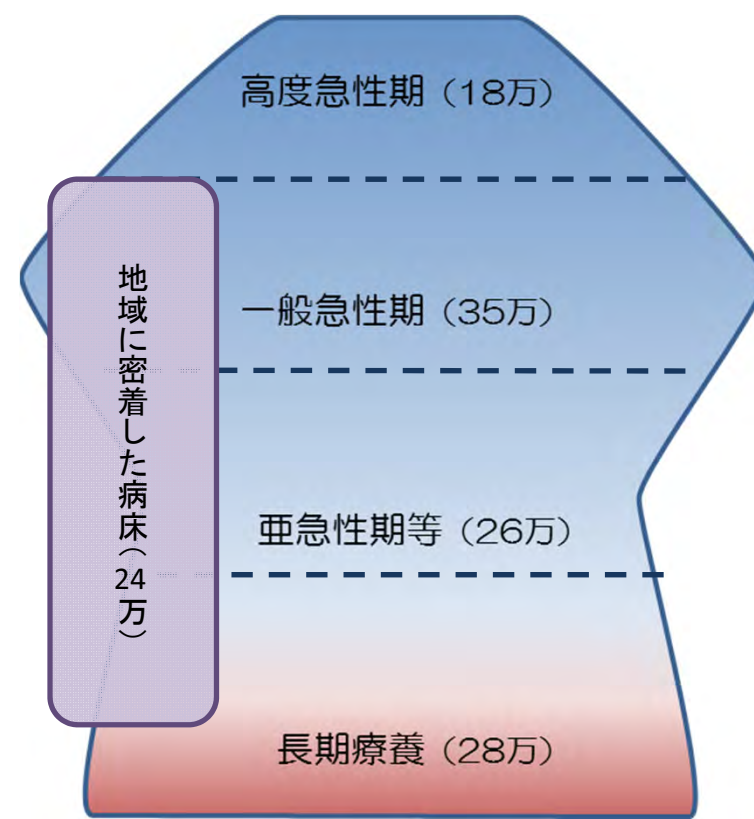 高度急性期（18万）
地域に密着した病床（24万）
一般急性期（35万）
亜急性期等（26万）
長期療養（28万）